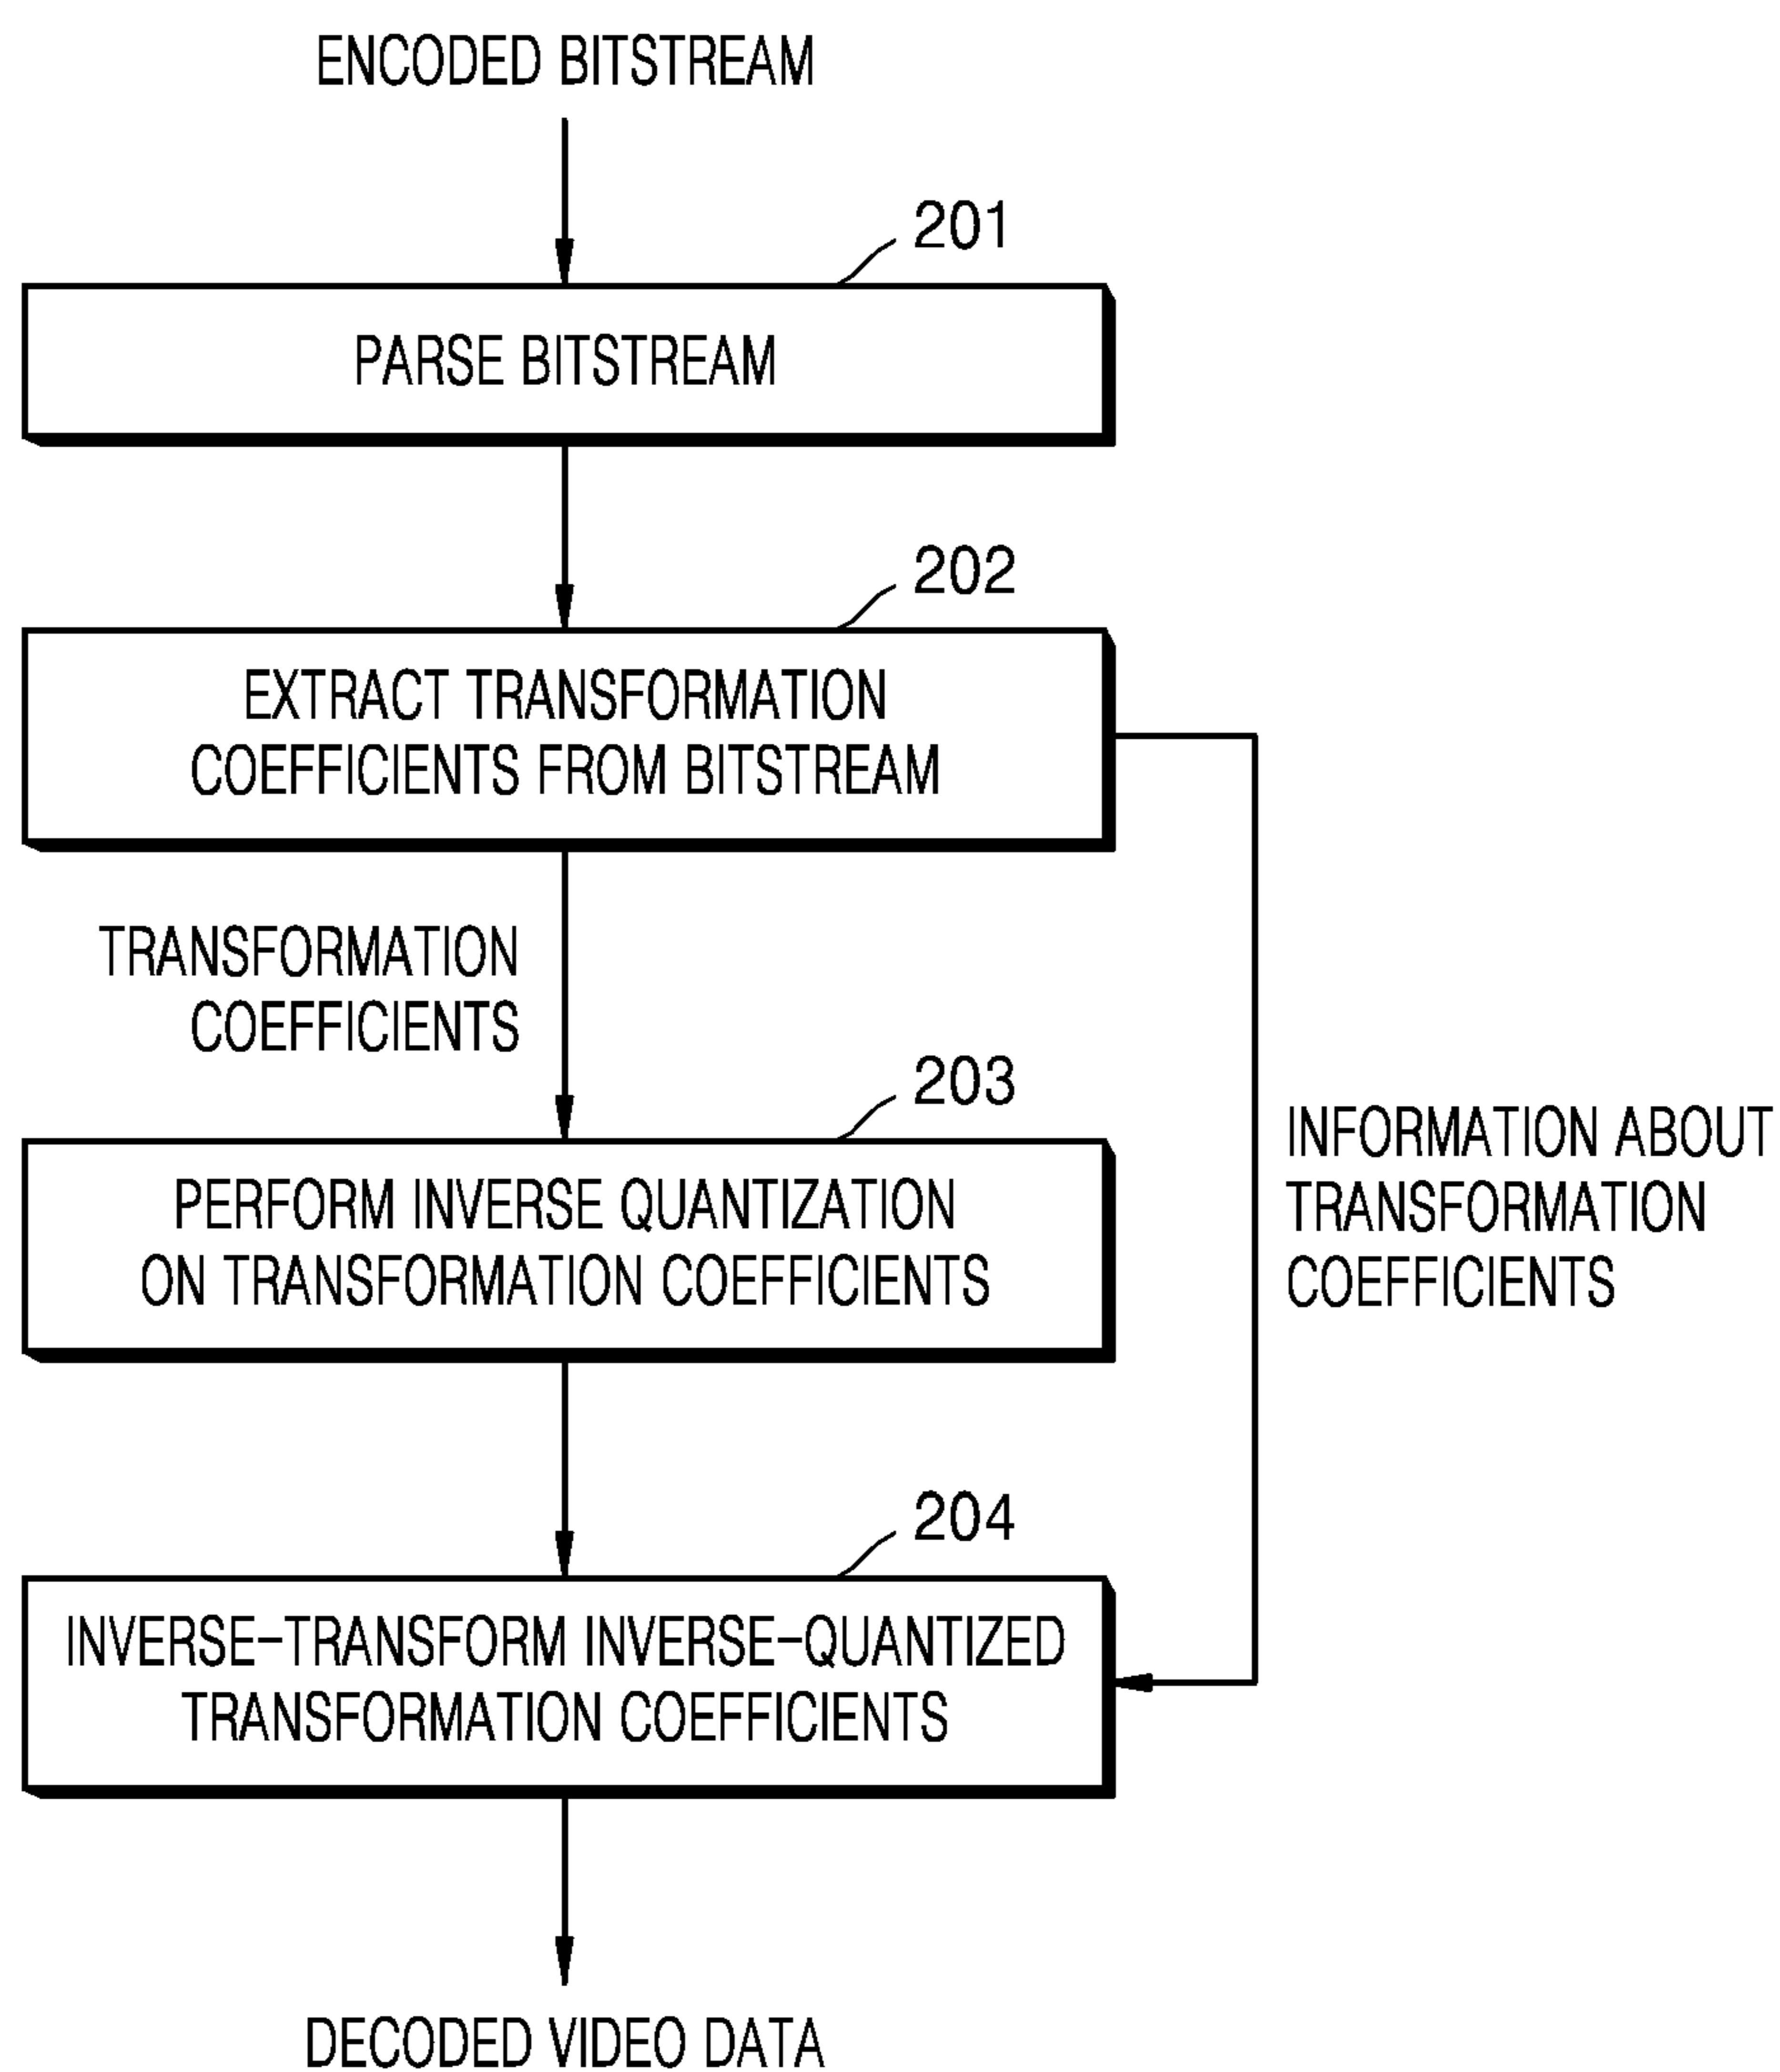 ENCODED BITSTREAM
201
PARSE BITSTREAM
202
EXTRACT TRANSFORMATION
COEFFICIENTS FROM BITSTREAM
TRANSFORMATION
COEFFICIENTS
203
PERFORM INVERSE QUANTIZATION
ON TRANSFORMATION COEFFICIENTS
INFORMATION ABOUT
TRANSFORMATION
COEFFICIENTS
204
INVERSE-TRANSFORM INVERSE-QUANTIZED
TRANSFORMATION COEFFICIENTS
DECODED VIDEO DATA